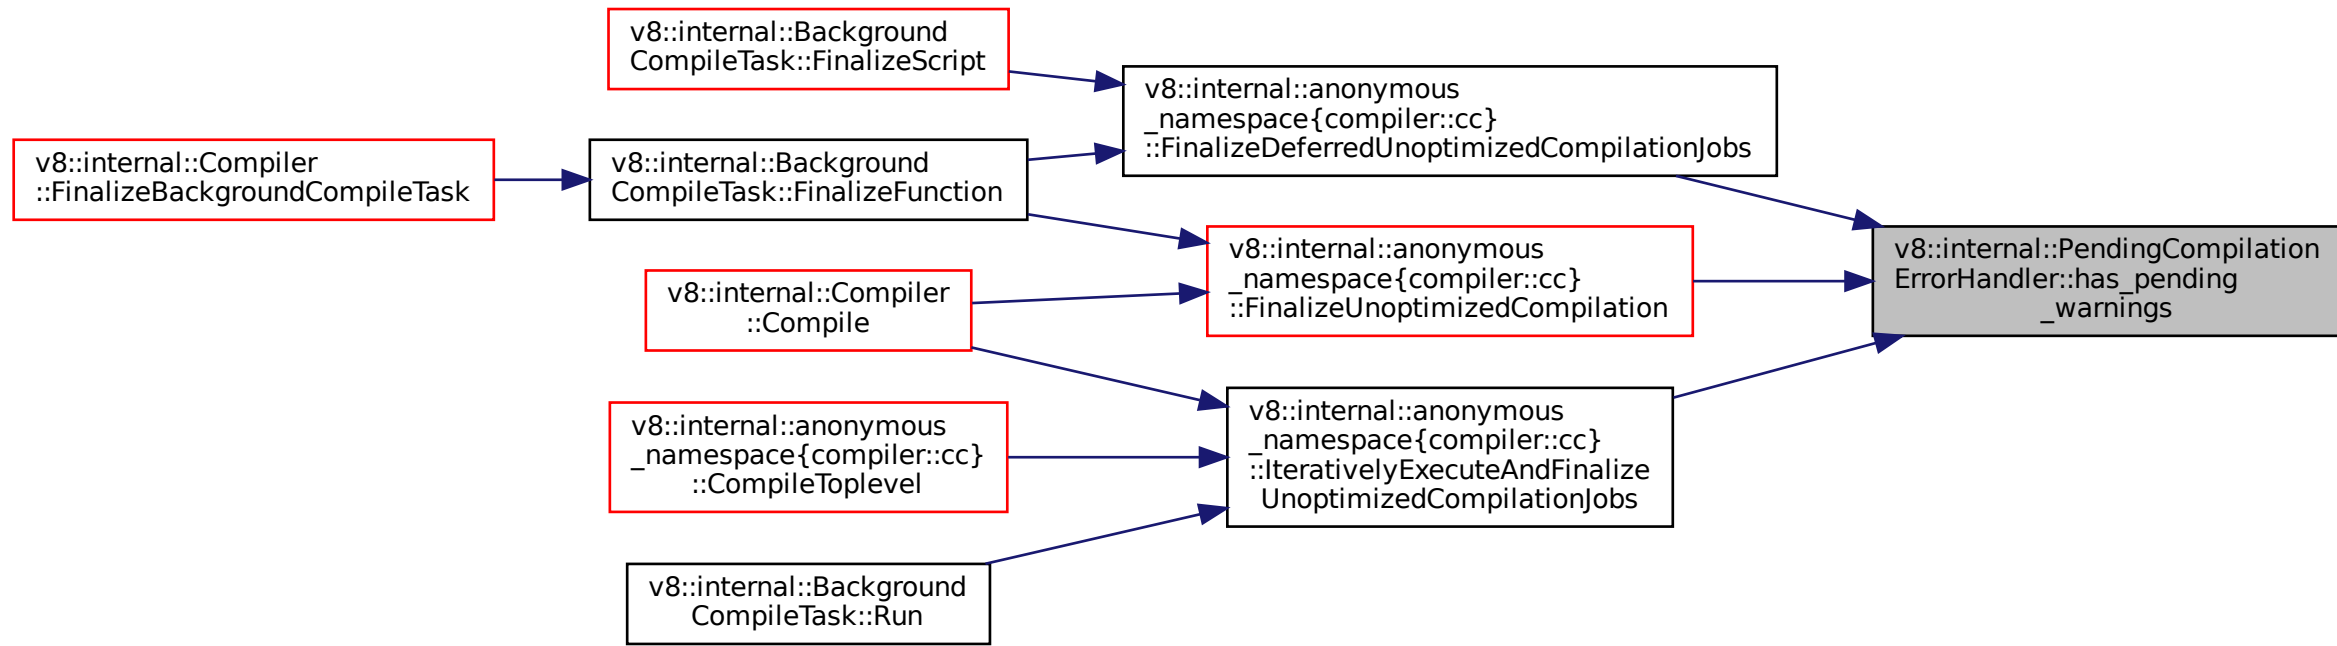 v8::internal::Background
CompileTask::FinalizeScript
v8::internal::anonymous
_namespace{compiler::cc}
::FinalizeDeferredUnoptimizedCompilationJobs
v8::internal::Compiler
::FinalizeBackgroundCompileTask
v8::internal::Background
CompileTask::FinalizeFunction
v8::internal::anonymous
_namespace{compiler::cc}
::FinalizeUnoptimizedCompilation
v8::internal::PendingCompilation
ErrorHandler::has_pending
_warnings
v8::internal::Compiler
::Compile
v8::internal::anonymous
_namespace{compiler::cc}
::CompileToplevel
v8::internal::anonymous
_namespace{compiler::cc}
::IterativelyExecuteAndFinalize
UnoptimizedCompilationJobs
v8::internal::Background
CompileTask::Run